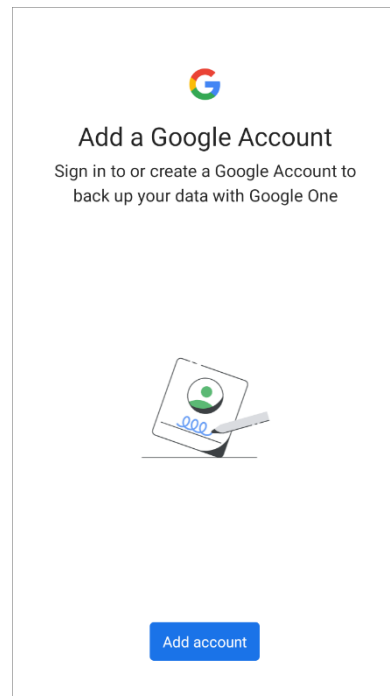 Add a Google Account
Sign in to or create a Google Account to
back up your data with Google One
Add account